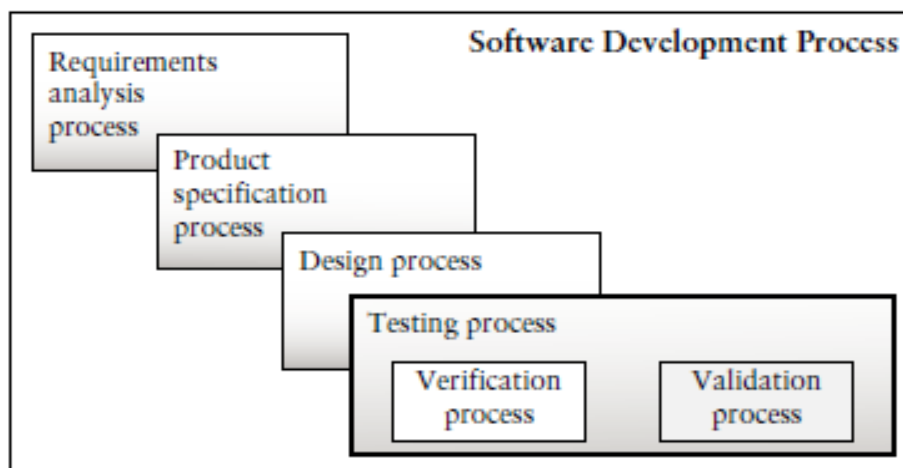 Software Development Process
Requirements
analysis
process
Product
specification
process
Design process
Testing process
Verification
process
Validation
process